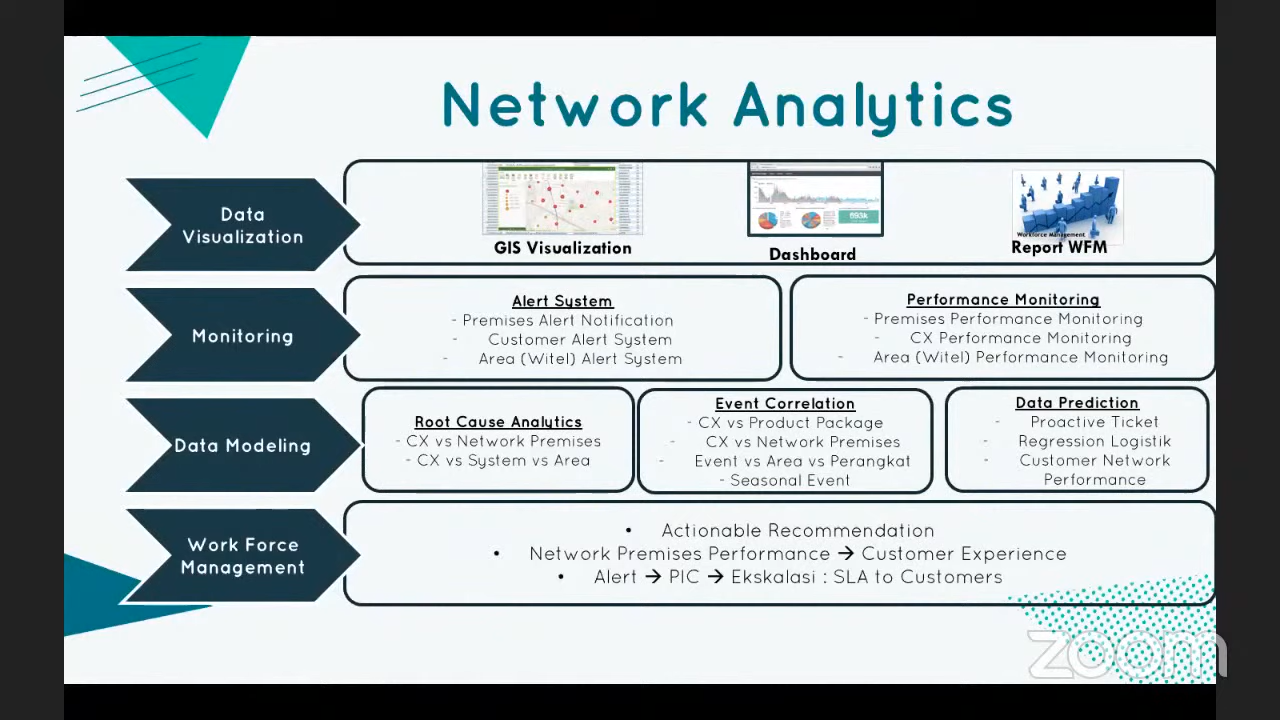 Network Analytics
Data
Visualization
GIS Visualization
Dashboard
693k
Workforce Management
Report WFM
Monitoring
Alert System
- Premises Alert Notification
- Customer Alert System
- Area (Witel) Alert System
Performance Monitoring
- Premises Performance Monitoring
- CX Performance Monitoring
- Area (Witel) Performance Monitoring
Data Modeling
Root Cause Analytics
- CX vs Network Premises
- CX vs System vs Area
Event Correlation
- CX vs Product Package
- CX vs Network Premises
- Event vs Area vs Perangkat
- Seasonal Event
Data Prediction
- Proactive Ticket
- Regression Logistik
- Customer Network
Performance
Work Force
Management
• Actionable Recommendation
• Network Premises Performance → Customer Experience
• Alert → PIC → Ekskalasi : SLA to Customers
zoom